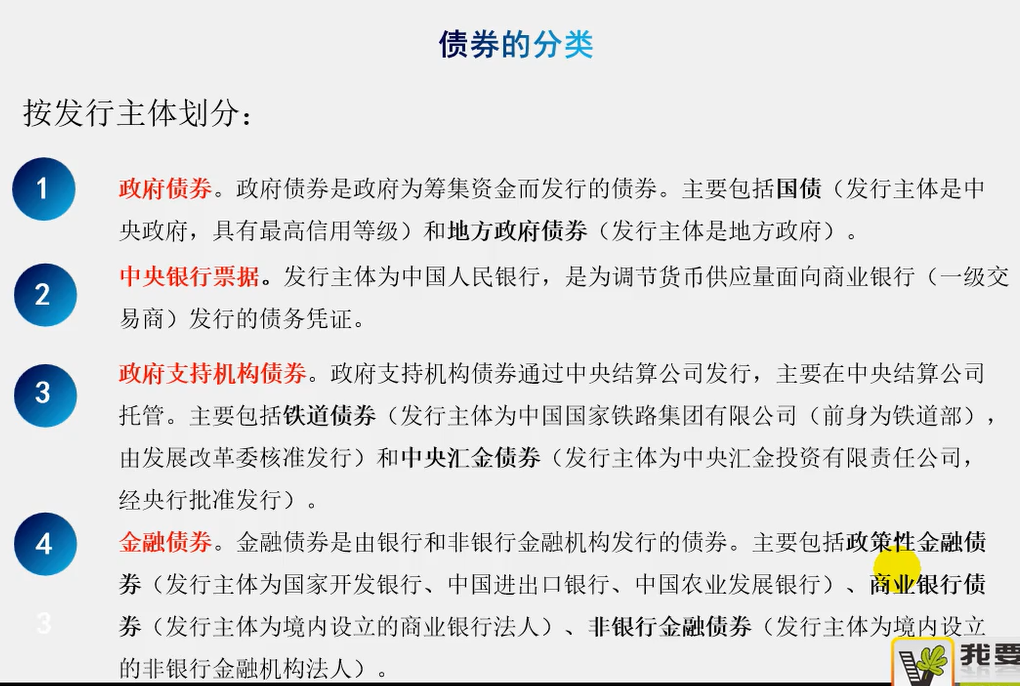 债券的分类
按发行主体划分：
1
政府债券。政府债券是政府为筹集资金而发行的债券。主要包括国债（发行主体是中
央政府，具有最高信用等级）和地方政府债券（发行主体是地方政府）。
2
中央银行票据。发行主体为中国人民银行，是为调节货币供应量面向商业银行（一级交
易商）发行的债务凭证。
3
政府支持机构债券。政府支持机构债券通过中央结算公司发行，主要在中央结算公司
托管。主要包括铁道债券（发行主体为中国国家铁路集团有限公司（前身为铁道部），
由发展改革委核准发行）和中央汇金债券（发行主体为中央汇金投资有限责任公司，
经央行批准发行）。
4
金融债券。金融债券是由银行和非银行金融机构发行的债券。主要包括政策性金融债
券（发行主体为国家开发银行、中国进出口银行、中国农业发展银行）、商业银行债
3
券（发行主体为境内设立的商业银行法人）、非银行金融债券（发行主体为境内设立
的非银行金融机构法人）。
我要